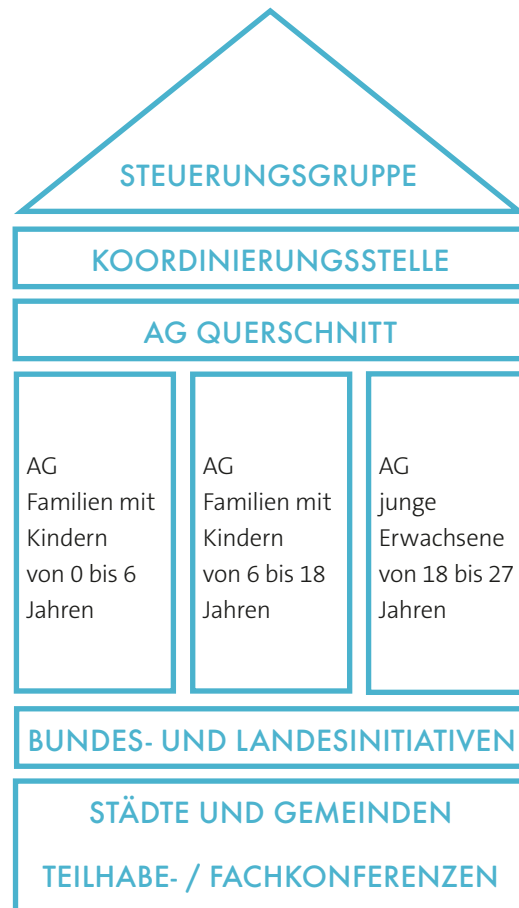 STEUERUNGSGRUPPE
KOORDINIERUNGSSTELLE
AG QUERSCHNITT
AG
Familien mit
Kindern
von 0 bis 6
Jahren
AG
Familien mit
Kindern
von 6 bis 18
Jahren
AG
junge
Erwachsene
von 18 bis 27
Jahren
BUNDES- UND LANDESINITIATIVEN
STÄDTE UND GEMEINDEN
TEILHABE- / FACHKONFERENZEN